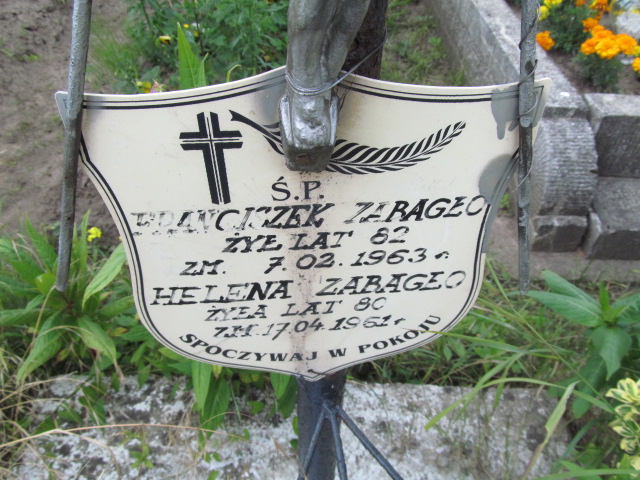 Ś.P.
FRANCISZEK ZARAGŁO
ŻYŁ LAT 82
ZM. 7.02.1963 r.
HELENA ZARAGŁO
ŻYŁA LAT 80
ZM. 17.04.1961 r.
SPOCZYWAJ W POKOJU